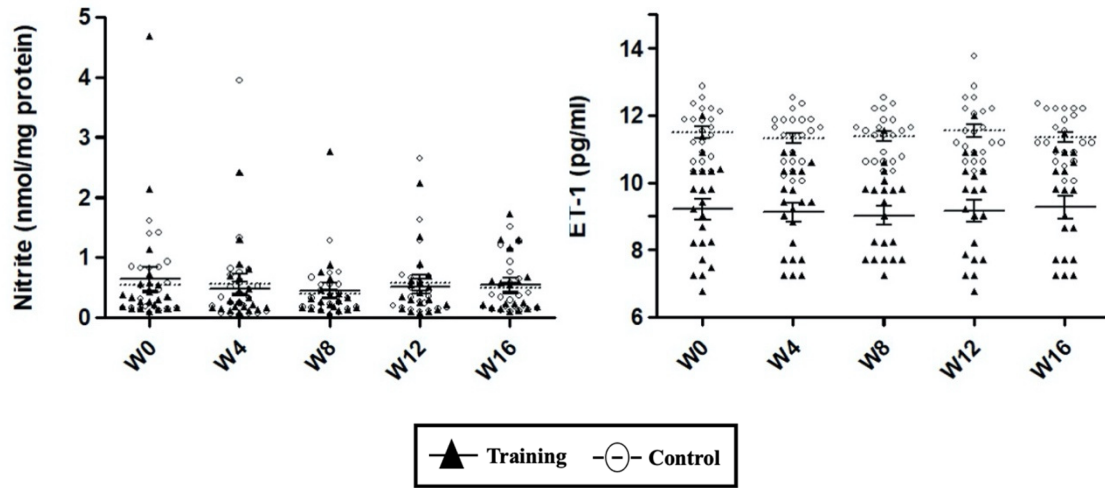 Nitrite (nmol/mg protein)
5
4
3
2
1
0
W0 W4 W8 W12 W16
ET-1 (pg/ml)
14
12
10
8
6
W0 W4 W8 W12 W16
Training Control